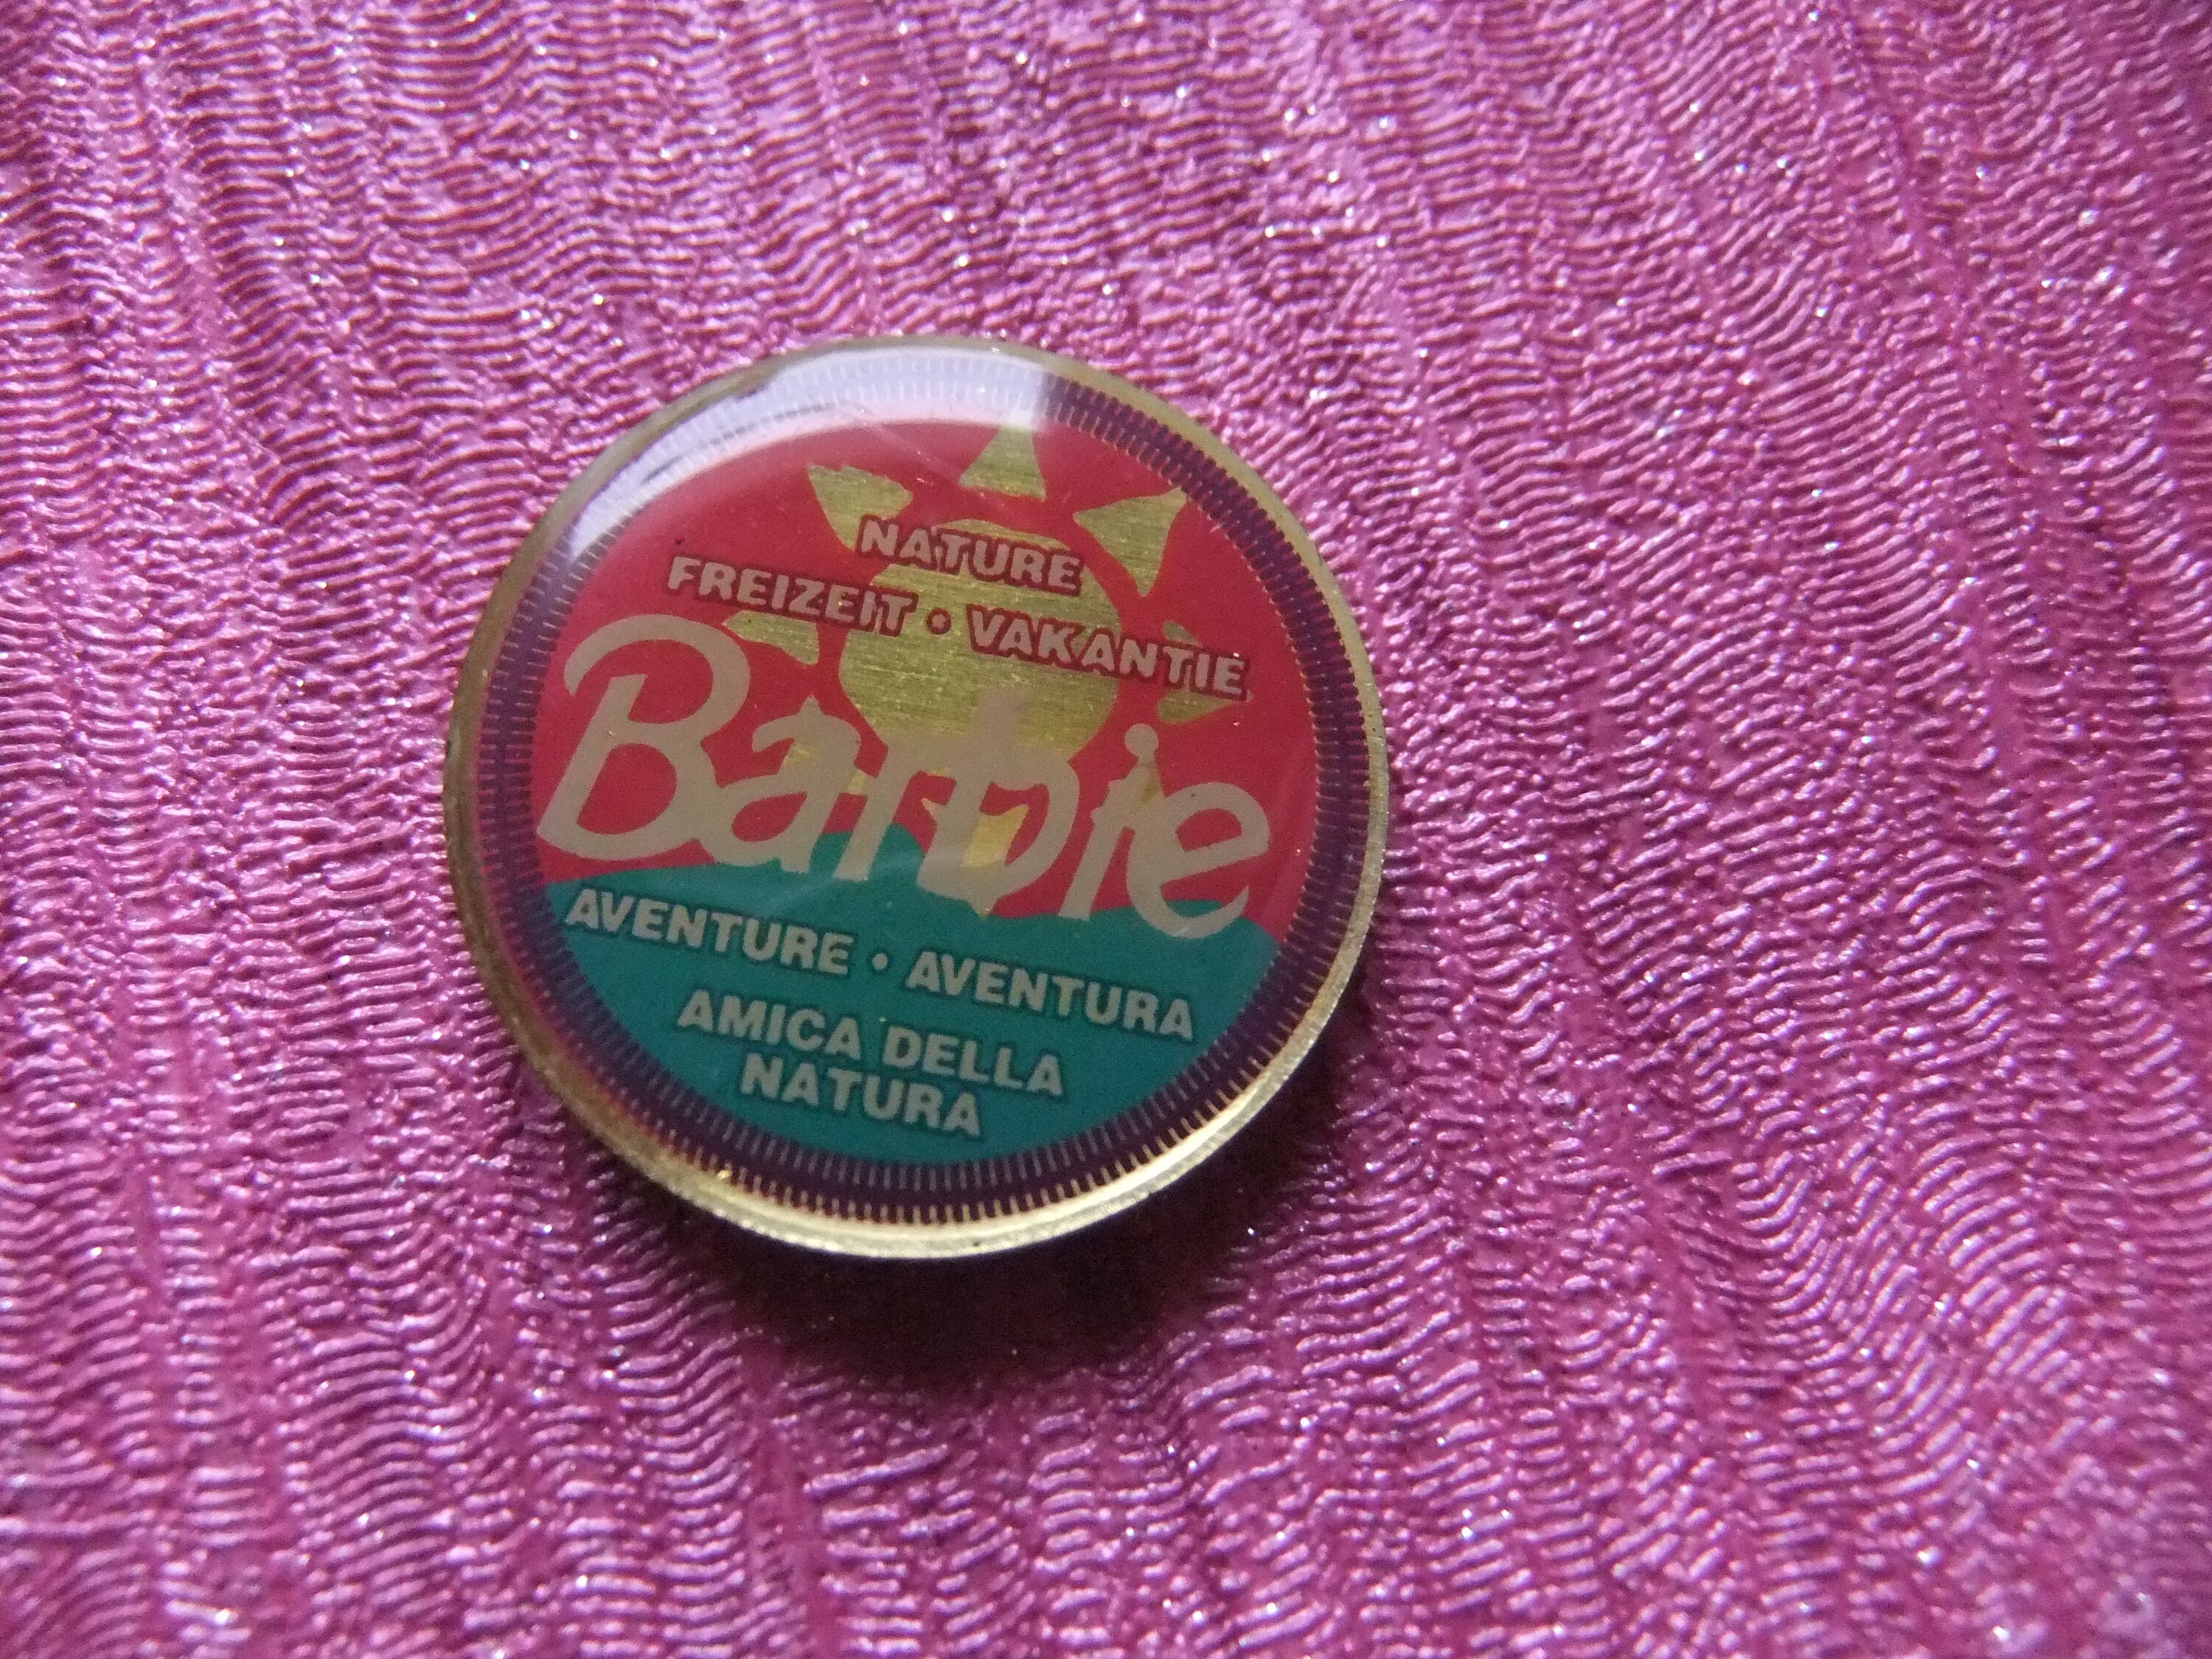 NATURE
FREIZEIT • VAKANTIE
Barbie
AVENTURE • AVENTURA
AMICA DELLA
NATURA